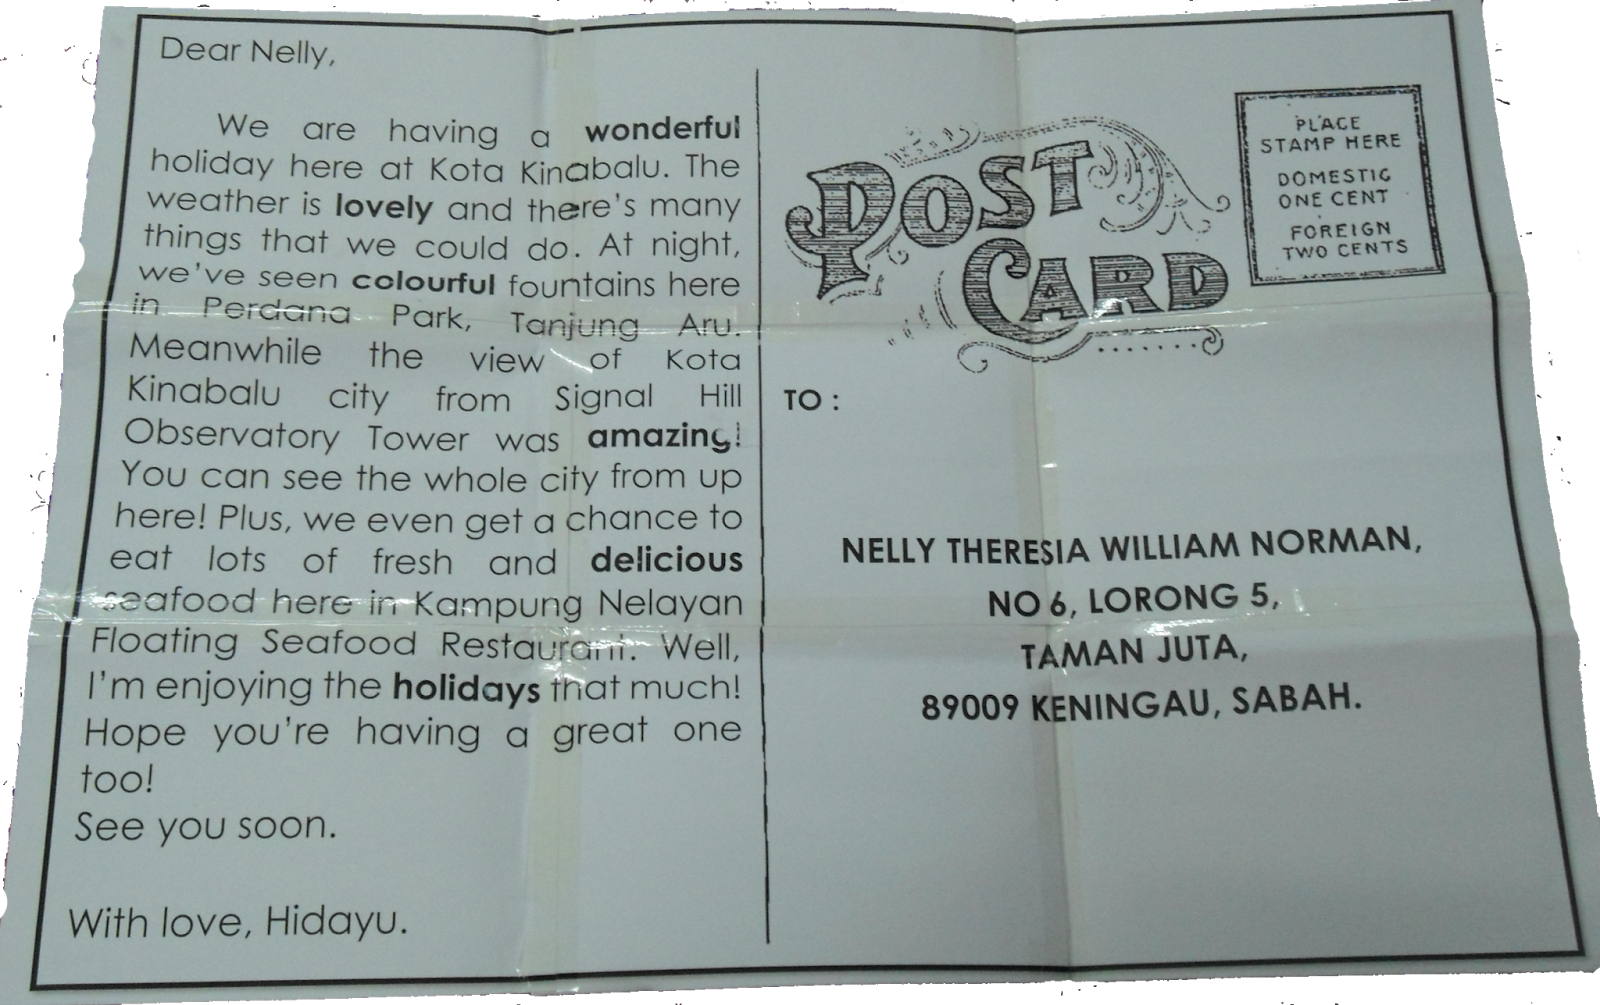 Dear Nelly,
We are having a wonderful
holiday here at Kota Kinabalu. The
weather is lovely and there's many
things that we could do. At night,
we've seen colourful fountains here
in Perdana Park, Tanjung Aru.
Meanwhile the view of Kota
Kinabalu city from Signal Hill
Observatory Tower was amazing!
You can see the whole city from up
here! Plus, we even get a chance to
eat lots of fresh and delicious
seafood here in Kampung Nelayan
Floating Seafood Restaurant. Well,
I'm enjoying the holidays that much!
Hope you're having a great one
too!
See you soon.
With love, Hidayu.
POST
CARD
PLACE
STAMP HERE
DOMESTIC
ONE CENT
FOREIGN
TWO CENTS
TO :
NELLY THERESIA WILLIAM NORMAN,
NO 6, LORONG 5,
TAMAN JUTA,
89009 KENINGAU, SABAH.